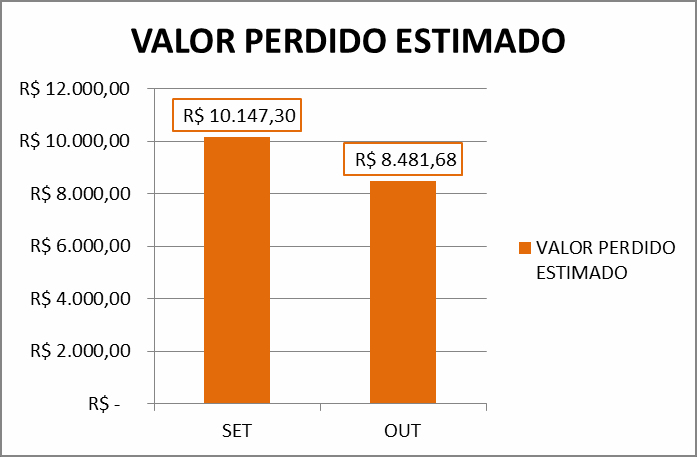 VALOR PERDIDO ESTIMADO
R$ 12.000,00
R$ 10.000,00
R$ 8.000,00
R$ 6.000,00
R$ 4.000,00
R$ 2.000,00
R$ -
R$ 10.147,30
R$ 8.481,68
SET
OUT
VALOR PERDIDO
ESTIMADO